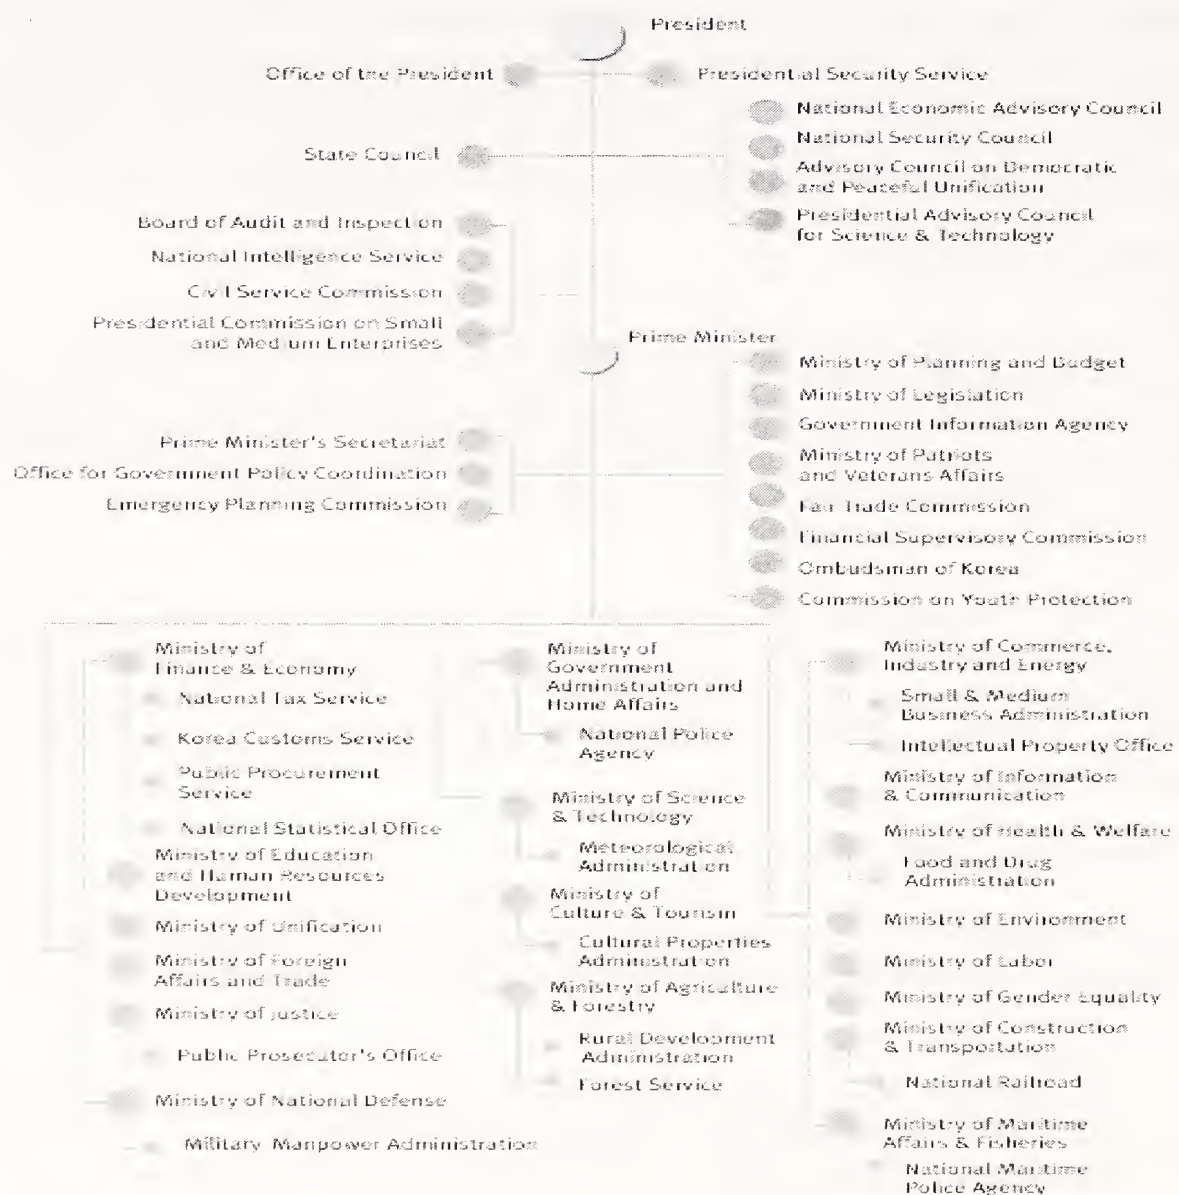 President
Office of the President
Presidential Security Service
National Economic Advisory Council
National Security Council
State Council
Advisory Council on Democratic
and Peaceful Unification
Presidential Advisory Council
for Science & Technology
Board of Audit and Inspection
National Intelligence Service
Civil Service Commission
Presidential Commission on Small
and Medium Enterprises
Prime Minister
Ministry of Planning and Budget
Ministry of Legislation
Government Information Agency
Ministry of Patriots
and Veterans Affairs
Fair Trade Commission
Financial Supervisory Commission
Ombudsman of Korea
Commission on Youth Protection
Prime Minister's Secretariat
Office for Government Policy Coordination
Emergency Planning Commission
Ministry of
Finance & Economy
National Tax Service
Korea Customs Service
Public Procurement
Service
National Statistical Office
Ministry of Education
and Human Resources
Development
Ministry of Unification
Ministry of Foreign
Affairs and Trade
Ministry of Justice
Public Prosecutor's Office
Ministry of National Defense
Military Manpower Administration
Ministry of
Government
Administration and
Home Affairs
National Police
Agency
Ministry of Science
& Technology
Meteorological
Administration
Ministry of
Culture & Tourism
Cultural Properties
Administration
Ministry of Agriculture
& Forestry
Rural Development
Administration
Forest Service
Ministry of Commerce,
Industry and Energy
Small & Medium
Business Administration
Intellectual Property Office
Ministry of Information
& Communication
Ministry of Health & Welfare
Food and Drug
Administration
Ministry of Environment
Ministry of Labor
Ministry of Gender Equality
Ministry of Construction
& Transportation
National Railroad
Ministry of Maritime
Affairs & Fisheries
National Maritime
Police Agency